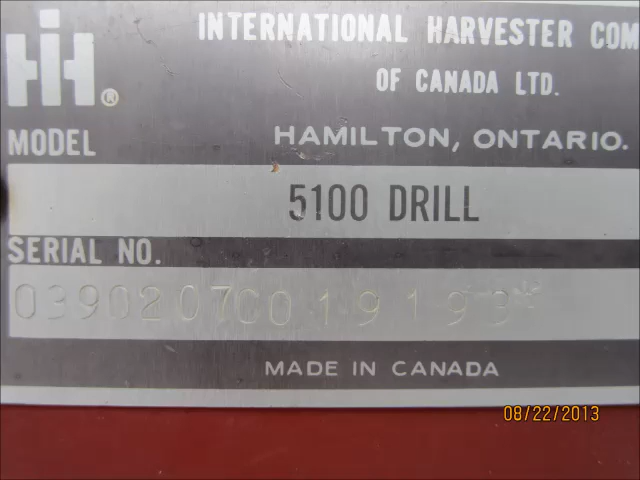 IH®
INTERNATIONAL HARVESTER COM
OF CANADA LTD.
MODEL
HAMILTON, ONTARIO.
5100 DRILL
SERIAL NO.
0390207C019193
MADE IN CANADA
08/22/2013